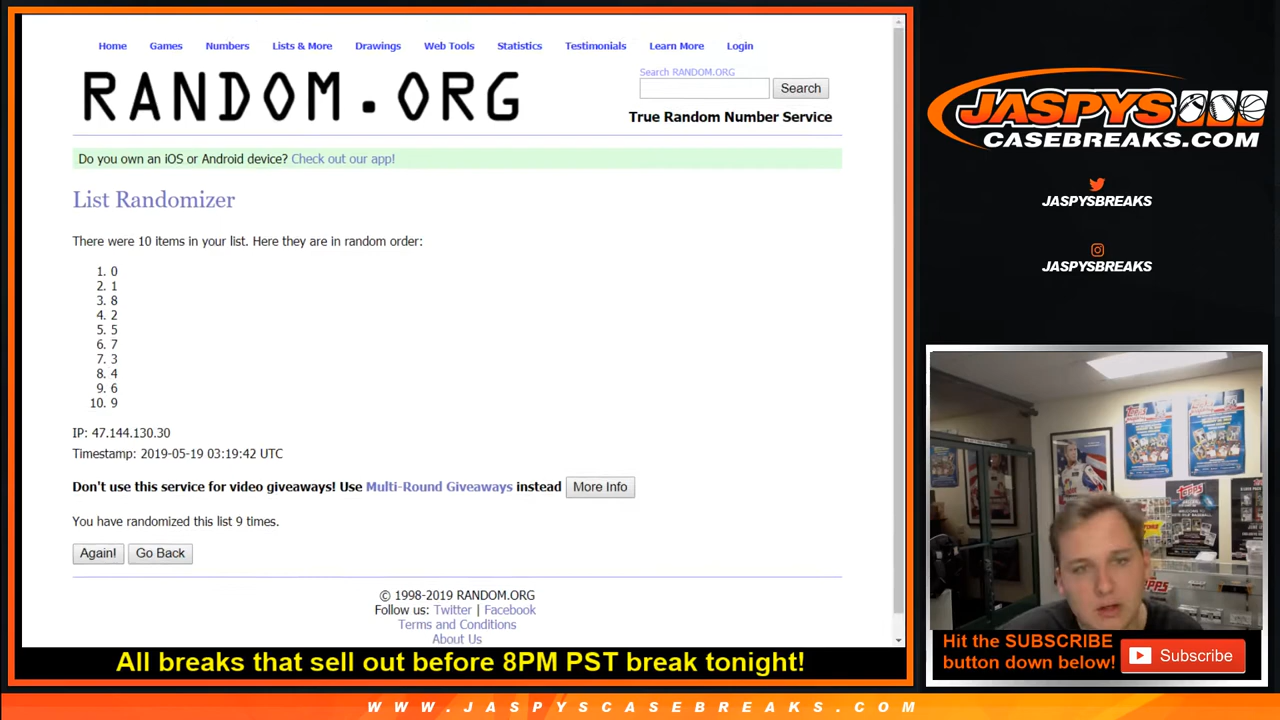 Home Games Numbers Lists & More Drawings Web Tools Statistics Testimonials Learn More Login
RANDOM.ORG
Search RANDOM.ORG
Search
True Random Number Service
Do you own an iOS or Android device? Check out our app!
List Randomizer
There were 10 items in your list. Here they are in random order:
1. 0
2. 1
3. 8
4. 2
5. 5
6. 7
7. 3
8. 4
9. 6
10. 9
IP: 47.144.130.30
Timestamp: 2019-05-19 03:19:42 UTC
Don't use this service for video giveaways! Use Multi-Round Giveaways instead More Info
You have randomized this list 9 times.
Again! Go Back
© 1998-2019 RANDOM.ORG
Follow us: Twitter | Facebook
Terms and Conditions
About Us
JASPYS
CASEBREAKS.COM
JASPYSBREAKS
JASPYSBREAKS
Topps
Topps
Topps
Hit the SUBSCRIBE
button down below!
Subscribe
All breaks that sell out before 8PM PST break tonight!
WWW.JASPYSCASEBREAKS.COM